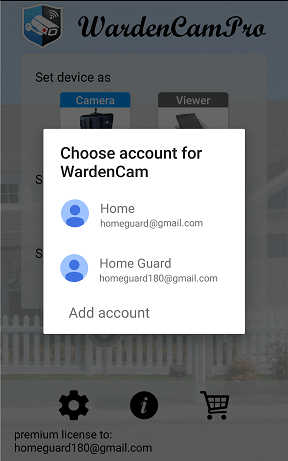 WardenCamPro
Set device as
Camera
Viewer
Choose account for
WardenCam
Home
homeguard@gmail.com
Home Guard
homeguard180@gmail.com
Add account
S
S
premium license to:
homeguard180@gmail.com